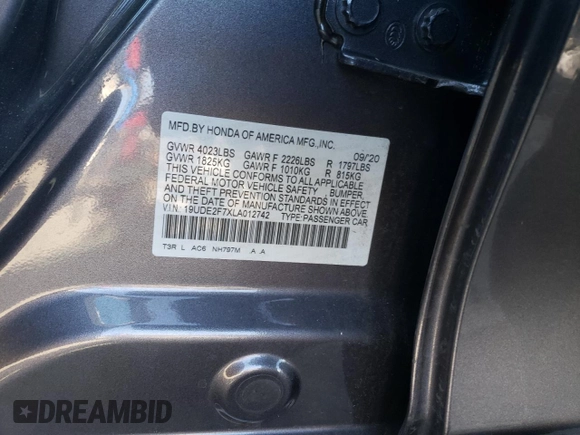 MFD.BY HONDA OF AMERICA MFG.,INC. 09/20
GVWR 4023LBS GAWR F 2226LBS R 1797LBS
GVWR 1825KG GAWR F 1010KG R 815KG
THIS VEHICLE CONFORMS TO ALL APPLICABLE
FEDERAL MOTOR VEHICLE SAFETY, BUMPER,
AND THEFT PREVENTION STANDARDS IN EFFECT
ON THE DATE OF MANUFACTURE SHOWN ABOVE.
V.I.N. 19UDE2F7XLA012742 TYPE:PASSENGER CAR
T3R L AC6 NH797M A A
DREAMBID